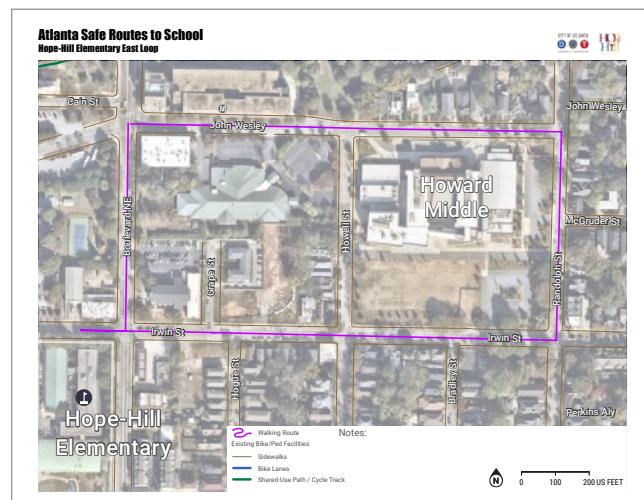 Atlanta Safe Routes to School
Hope-Hill Elementary East Loop
CITY OF ATLANTA
Cain St
John Wesley
John Wesley
Howard
Middle
McGruder St
Boulevard NE
Grape St
Howell St
Randolph St
Irwin St
Irwin St
Hogue St
Bradley St
Perkins Aly
Hope-Hill
Elementary
Walking Route
Existing Bike/Ped Facilities
Sidewalks
Bike Lanes
Shared-Use Path / Cycle Track
Notes:
N
0 100 200 US FEET